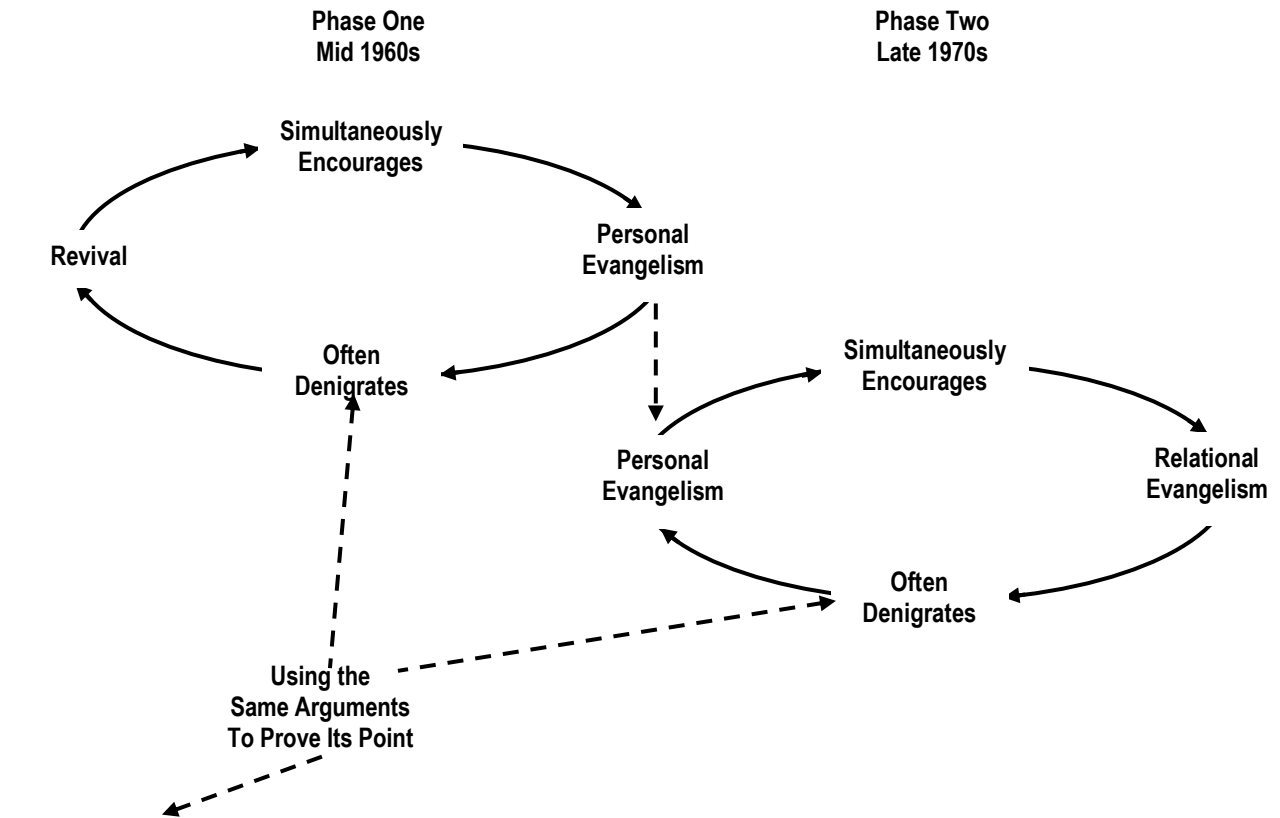 Phase One
Mid 1960s
Phase Two
Late 1970s
Simultaneously
Encourages
Revival
Personal
Evangelism
Often
Denigrates
Simultaneously
Encourages
Personal
Evangelism
Relational
Evangelism
Often
Denigrates
Using the
Same Arguments
To Prove Its Point